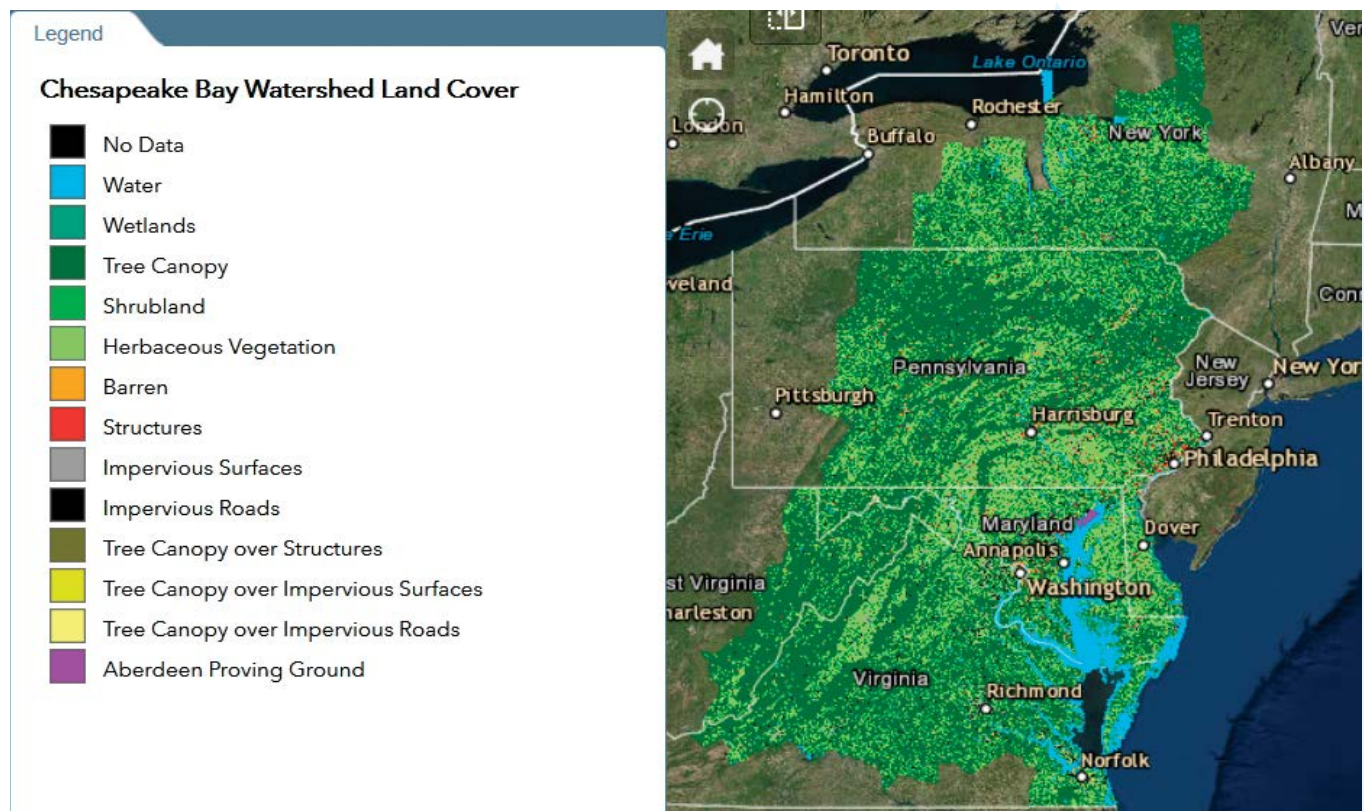 Legend
Chesapeake Bay Watershed Land Cover
No Data
Water
Wetlands
Tree Canopy
Shrubland
Herbaceous Vegetation
Barren
Structures
Impervious Surfaces
Impervious Roads
Tree Canopy over Structures
Tree Canopy over Impervious Surfaces
Tree Canopy over Impervious Roads
Aberdeen Proving Ground
Ver
Toronto
Lake Ontario
Hamilton
Rochester
London
Buffalo
New York
Albany
M
e Erie
veland
Con
Pennsylvania
New Jersey
New Yor
Pittsburgh
Harrisburg
Trenton
Philadelphia
Maryland
Dover
Annapolis
st Virginia
Washington
harleston
Virginia
Richmond
Norfolk